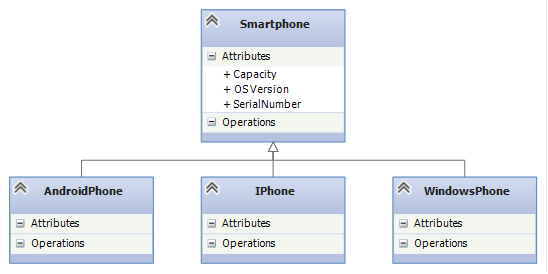 Smartphone
Attributes
+ Capacity
+ OSVersion
+ SerialNumber
Operations
AndroidPhone
Attributes
Operations
IPhone
Attributes
Operations
WindowsPhone
Attributes
Operations